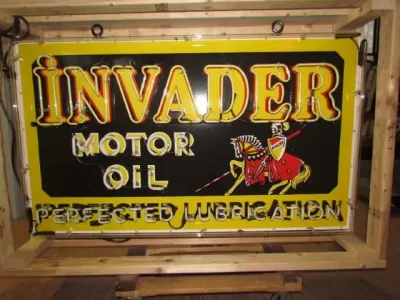 INVADER
MOTOR
OIL
PERFECTED LUBRICATION